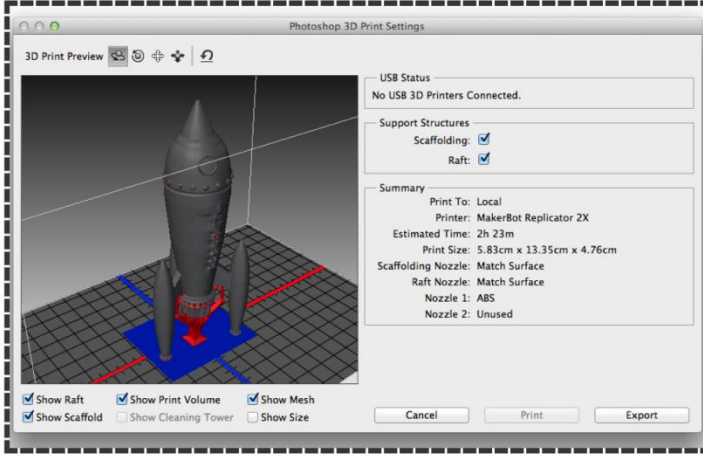 Photoshop 3D Print Settings
3D Print Preview
USB Status
No USB 3D Printers Connected.
Support Structures
Scaffolding:
Raft:
Summary
Print To: Local
Printer: MakerBot Replicator 2X
Estimated Time: 2h 23m
Print Size: 5.83cm x 13.35cm x 4.76cm
Scaffolding Nozzle: Match Surface
Raft Nozzle: Match Surface
Nozzle 1: ABS
Nozzle 2: Unused
Show Raft Show Print Volume Show Mesh
Show Scaffold Show Cleaning Tower Show Size
Cancel Print Export